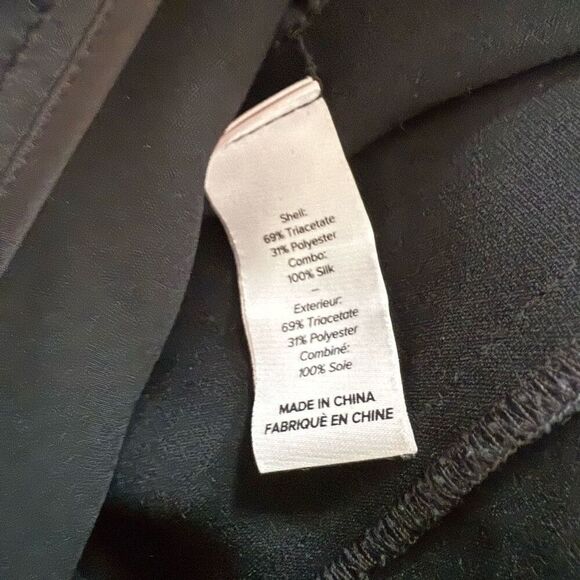 Shell:
69% Triacetate
31% Polyester
Combo:
100% Silk
–
Exterieur:
69% Triacetate
31% Polyester
Combiné:
100% Soie
MADE IN CHINA
FABRIQUÈ EN CHINE